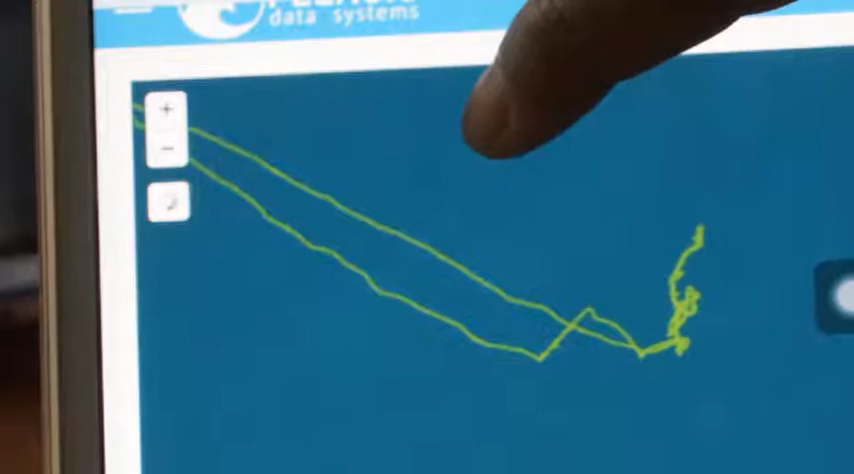 data systems
+
−